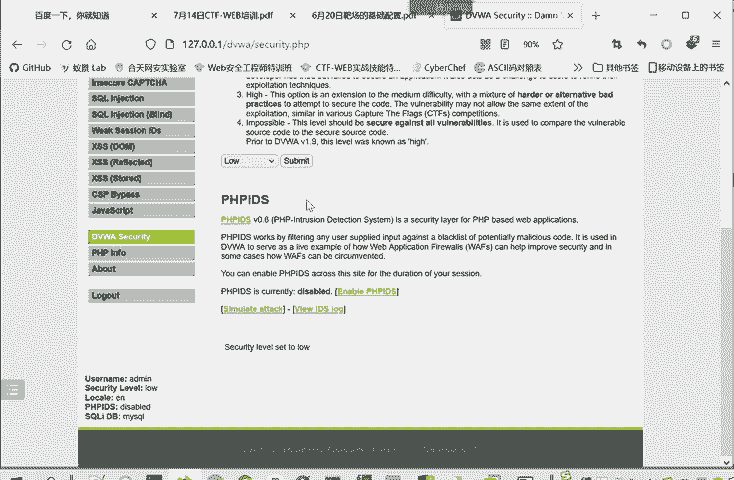 百度一下，你就知道
7月14日CTF-WEB培训.pdf
6月20日靶场的基础配置.pdf
DVWA Security :: Damn
127.0.0.1/dvwa/security.php
90%
GitHub
蚁景 Lab
合天网安实验室
Web安全工程师特训班
CTF-WEB实战技能特...
CyberChef
ASCII码对照表
其他书签
移动设备上的书签
Insecure CAPTCHA
SQL Injection
SQL Injection (Blind)
Weak Session IDs
XSS (DOM)
XSS (Reflected)
XSS (Stored)
CSP Bypass
JavaScript
DVWA Security
PHP Info
About
Logout
exploitation techniques.
3. High - This option is an extension to the medium difficulty, with a mixture of harder or alternative bad
practices to attempt to secure the code. The vulnerability may not allow the same extent of the
exploitation, similar in various Capture The Flags (CTFs) competitions.
4. Impossible - This level should be secure against all vulnerabilities. It is used to compare the vulnerable
source code to the secure source code.
Prior to DVWA v1.9, this level was known as 'high'.
Low
Submit
PHPIDS
PHPIDS v0.6 (PHP-Intrusion Detection System) is a security layer for PHP based web applications.
PHPIDS works by filtering any user supplied input against a blacklist of potentially malicious code. It is used in
DVWA to serve as a live example of how Web Application Firewalls (WAFs) can help improve security and in
some cases how WAFs can be circumvented.
You can enable PHPIDS across this site for the duration of your session.
PHPIDS is currently: disabled. [Enable PHPIDS]
[Simulate attack] - [View IDS log]
Security level set to low
Username: admin
Security Level: low
Locale: en
PHPIDS: disabled
SQLi DB: mysql